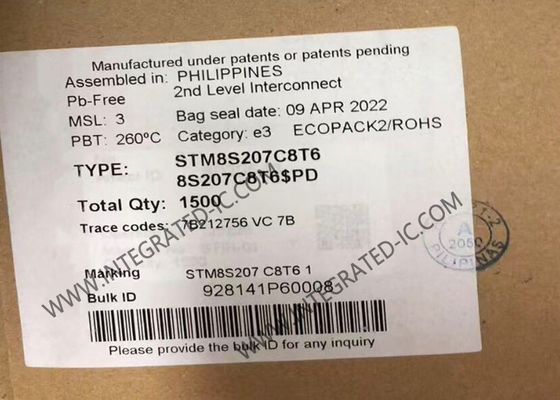 Manufactured under patents or patents pending
Assembled in: PHILIPPINES
Pb-Free 2nd Level Interconnect
MSL: 3 Bag seal date: 09 APR 2022
PBT: 260ºC Category: e3 ECOPACK2/ROHS
TYPE: STM8S207C8T6
8S207C8T6$PD
Total Qty: 1500
Trace codes: 7B212756 VC 7B
Marking STM8S207 C8T6 1
Bulk ID 928141P60008
Please provide the bulk ID for any inquiry
WWW.INTEGRATED-IC.COM
WWW.INTEGRATED-IC.COM
A
205